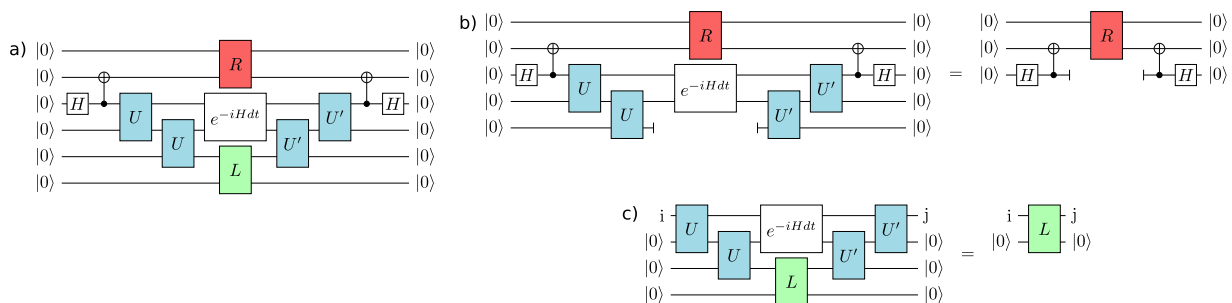 a)
|0⟩ R |0⟩
|0⟩ |0⟩
|0⟩ H U e^{-iHdt} U' H |0⟩
|0⟩ U U' |0⟩
|0⟩ L |0⟩
|0⟩ |0⟩
b)
|0⟩ R |0⟩
|0⟩ |0⟩
|0⟩ H U e^{-iHdt} U' H |0⟩
|0⟩ U U' |0⟩
|0⟩ |0⟩
=
|0⟩ R |0⟩
|0⟩ |0⟩
|0⟩ H H |0⟩
c)
i U e^{-iHdt} U' j
|0⟩ U U' |0⟩
|0⟩ L |0⟩
|0⟩ |0⟩
=
i L j
|0⟩ |0⟩